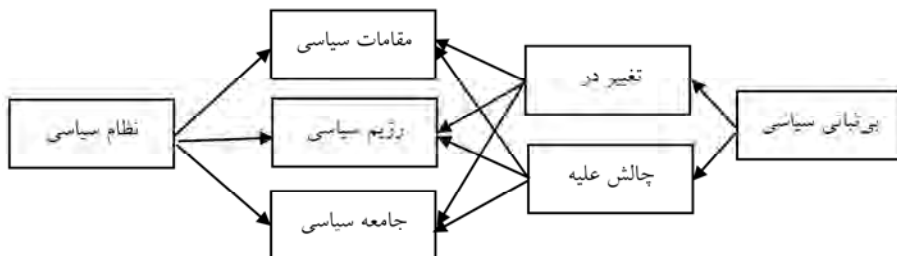 بی‌ثباتی سیاسی
تغییر در
چالش علیه
مقامات سیاسی
رژیم سیاسی
جامعه سیاسی
نظام سیاسی